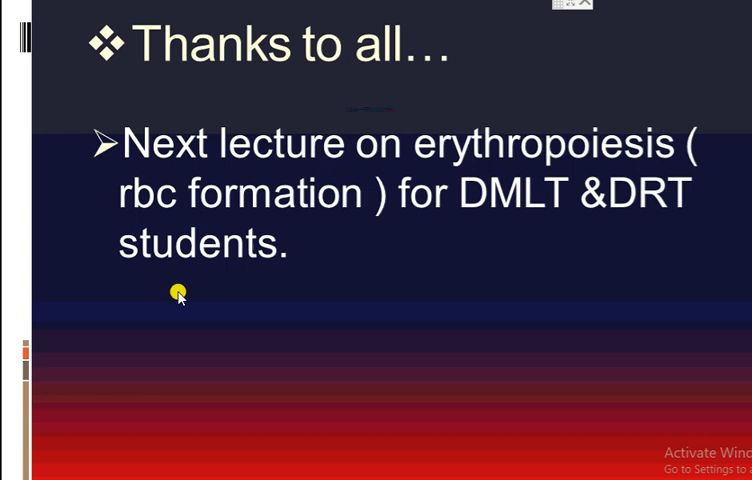 Thanks to all...
Next lecture on erythropoiesis (
rbc formation ) for DMLT &DRT
students.
Activate Wind
Go to Settings to a